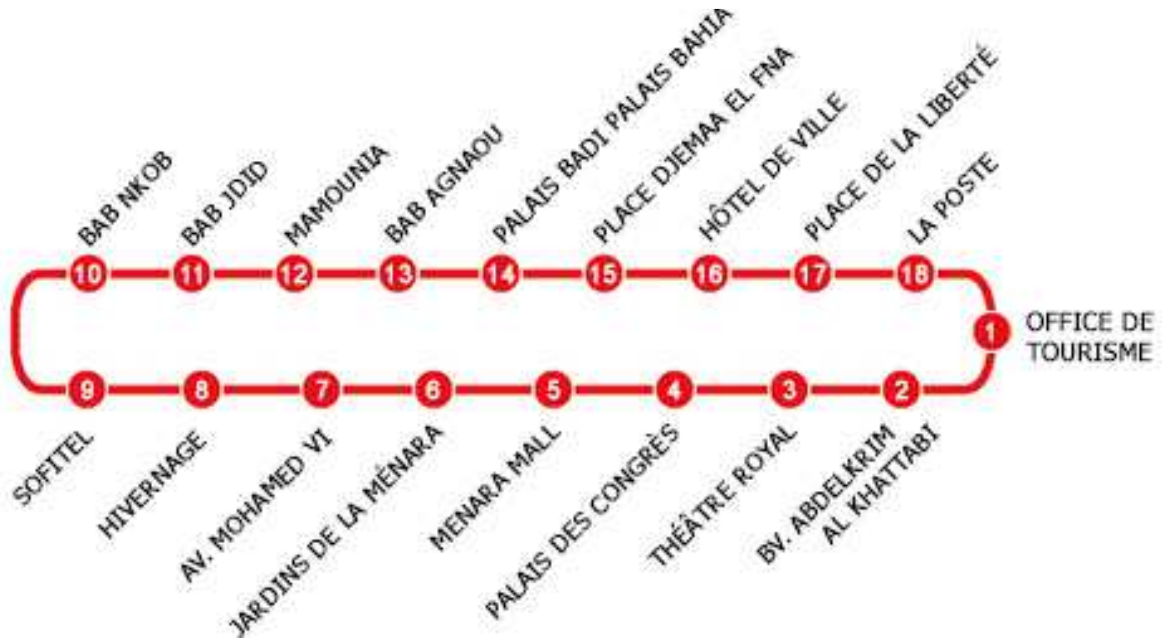 BAB NKOB
BAB JDID
MAMOUNIA
BAB AGNAOU
PALAIS BADI PALAIS BAHIA
PLACE DJEMAA EL FNA
HÔTEL DE VILLE
PLACE DE LA LIBERTÉ
LA POSTE
10
11
12
13
14
15
16
17
18
1
OFFICE DE
TOURISME
9
8
7
6
5
4
3
2
SOFITEL
HIVERNAGE
AV. MOHAMED VI
JARDINS DE LA MÉNARA
MENARA MALL
PALAIS DES CONGRÈS
THÉÂTRE ROYAL
BV. ABDELKRIM
AL KHATTABI